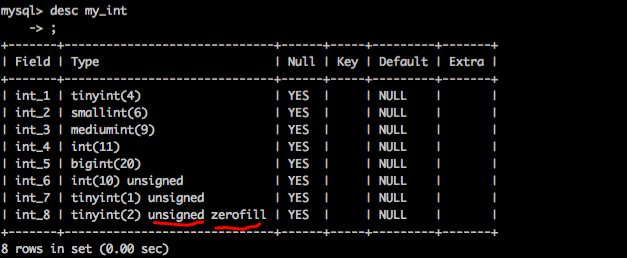 mysql> desc my_int
    -> ;
+-------+------------------------------+------+-----+---------+-------+
| Field | Type                         | Null | Key | Default | Extra |
+-------+------------------------------+------+-----+---------+-------+
| int_1 | tinyint(4)                   | YES  |     | NULL    |       |
| int_2 | smallint(6)                  | YES  |     | NULL    |       |
| int_3 | mediumint(9)                 | YES  |     | NULL    |       |
| int_4 | int(11)                      | YES  |     | NULL    |       |
| int_5 | bigint(20)                   | YES  |     | NULL    |       |
| int_6 | int(10) unsigned             | YES  |     | NULL    |       |
| int_7 | tinyint(1) unsigned          | YES  |     | NULL    |       |
| int_8 | tinyint(2) unsigned zerofill | YES  |     | NULL    |       |
+-------+------------------------------+------+-----+---------+-------+
8 rows in set (0.00 sec)